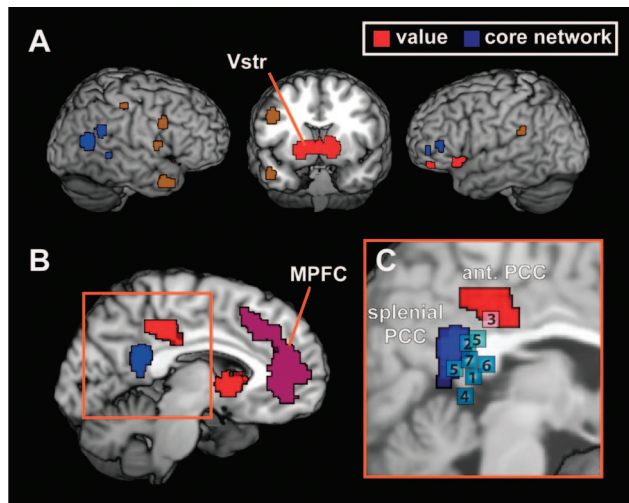 A
value core network
Vstr
B
MPFC
C
ant. PCC
splenial
PCC
3
2 5
7
5 6
1
4